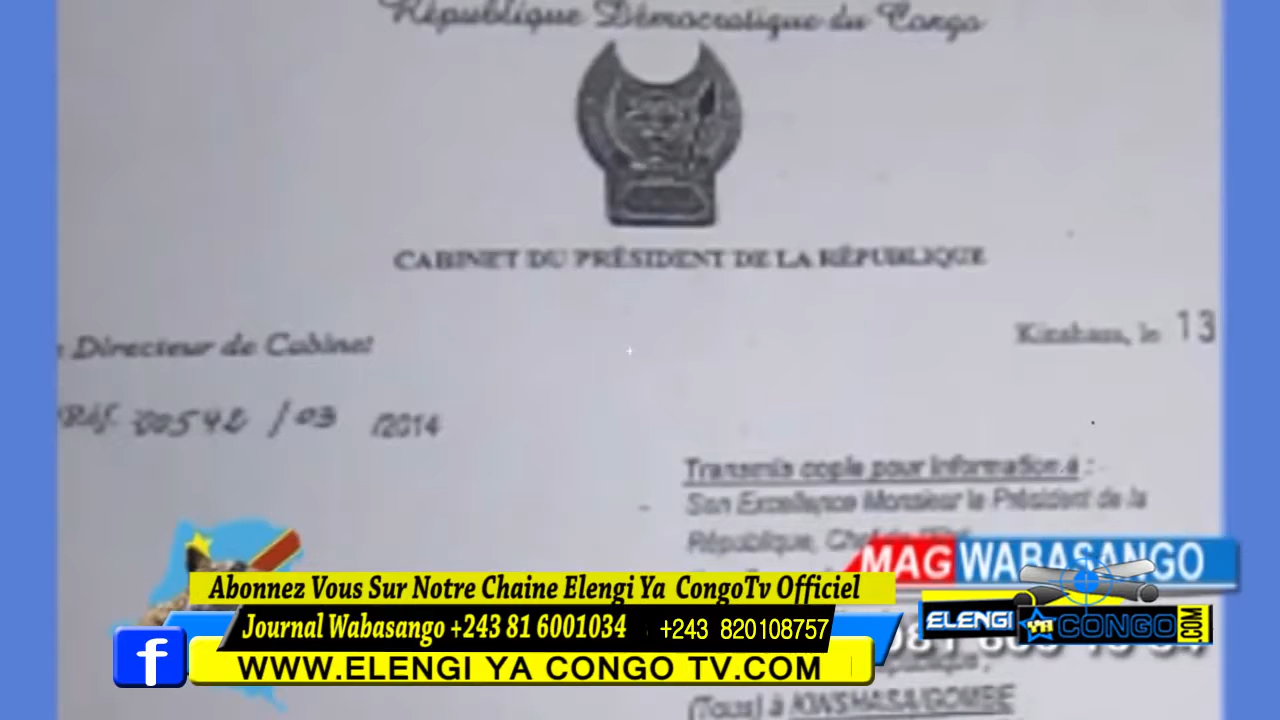 République Démocratique du Congo
CABINET DU PRÉSIDENT DE LA RÉPUBLIQUE
Directeur de Cabinet
Kinshasa, le 13
Réf. 00542 /03 /2014
Transmis copie pour information à :
- Son Excellence Monsieur le Président de la
République,
MAG WABASANGO
Abonnez Vous Sur Notre Chaine Elengi Ya CongoTv Officiel
ELENGI YA CONGO .COM
Journal Wabasango +243 81 6001034 +243 820108757
WWW.ELENGI YA CONGO TV.COM
République,
(Tous) à KINSHASA/GOMBE
f